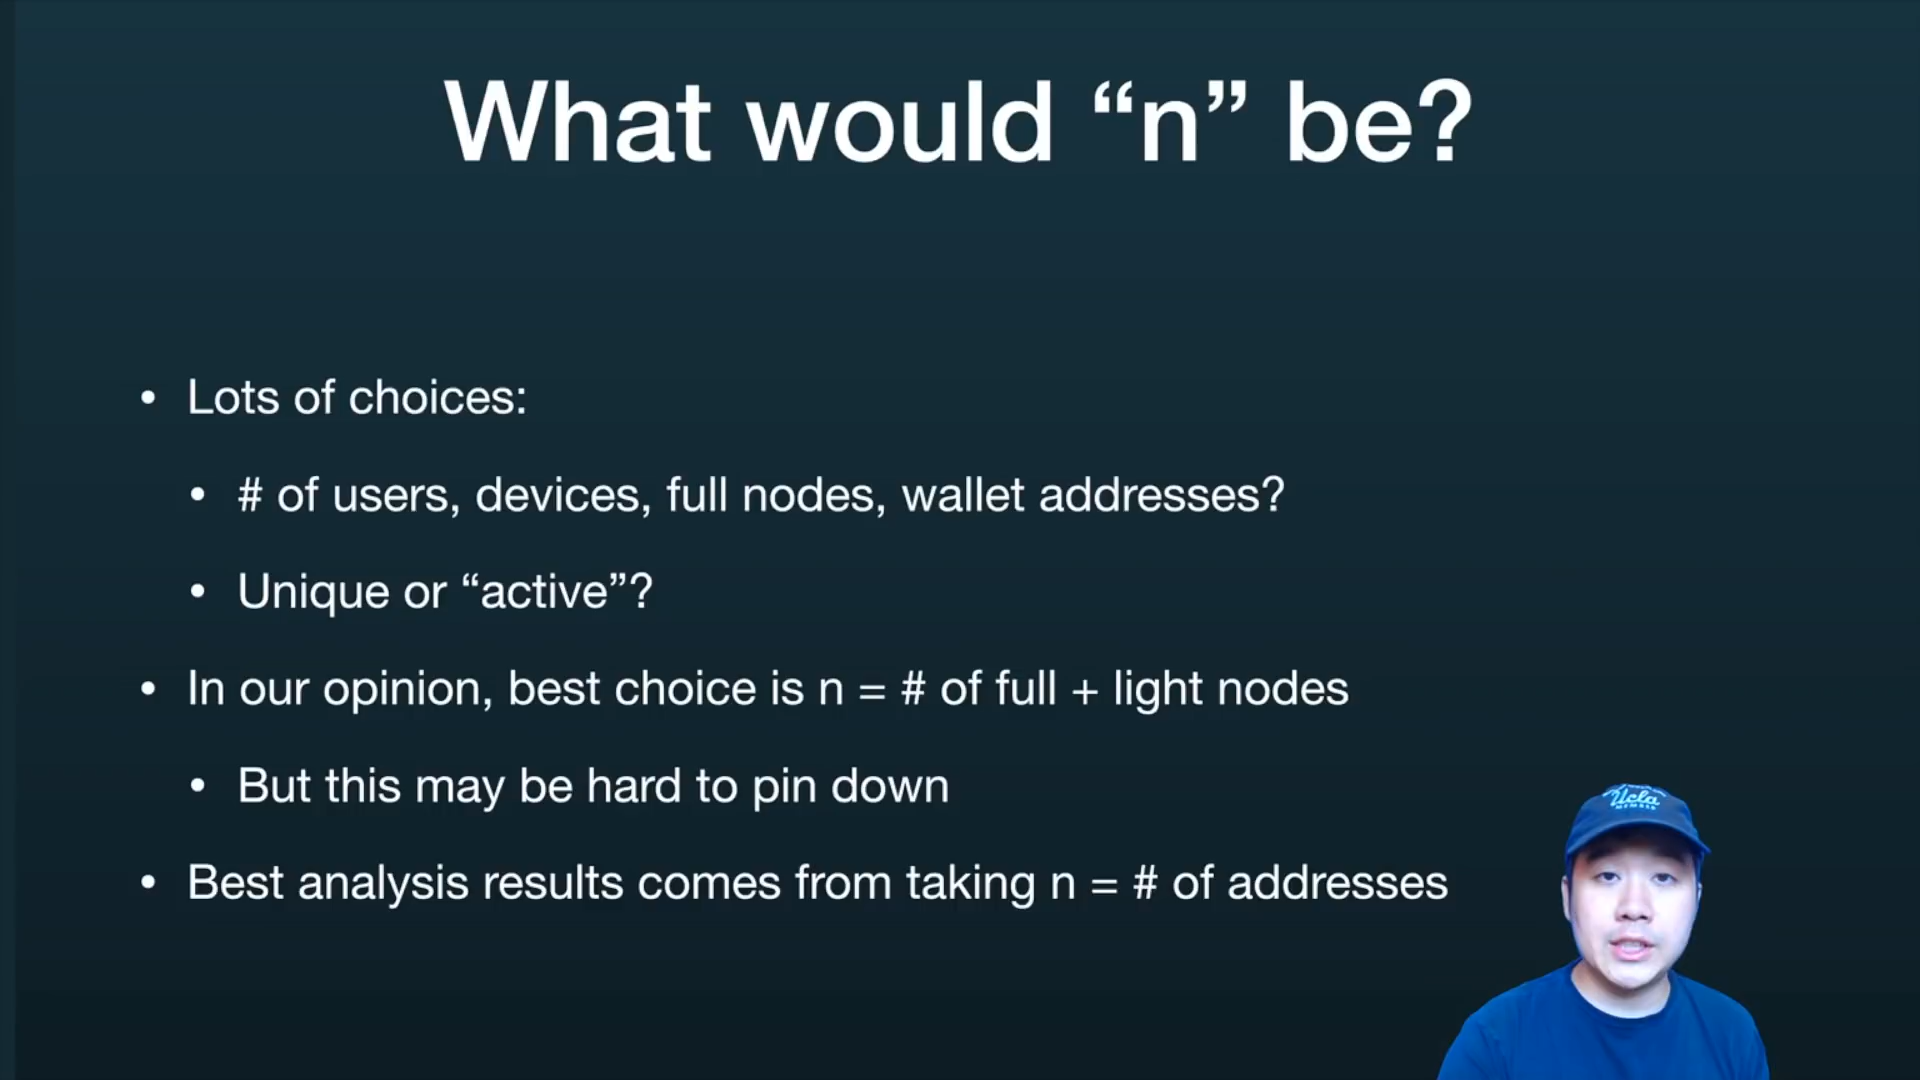 What would “n” be?
• Lots of choices:
• # of users, devices, full nodes, wallet addresses?
• Unique or “active”?
• In our opinion, best choice is n = # of full + light nodes
• But this may be hard to pin down
• Best analysis results comes from taking n = # of addresses
Ucla